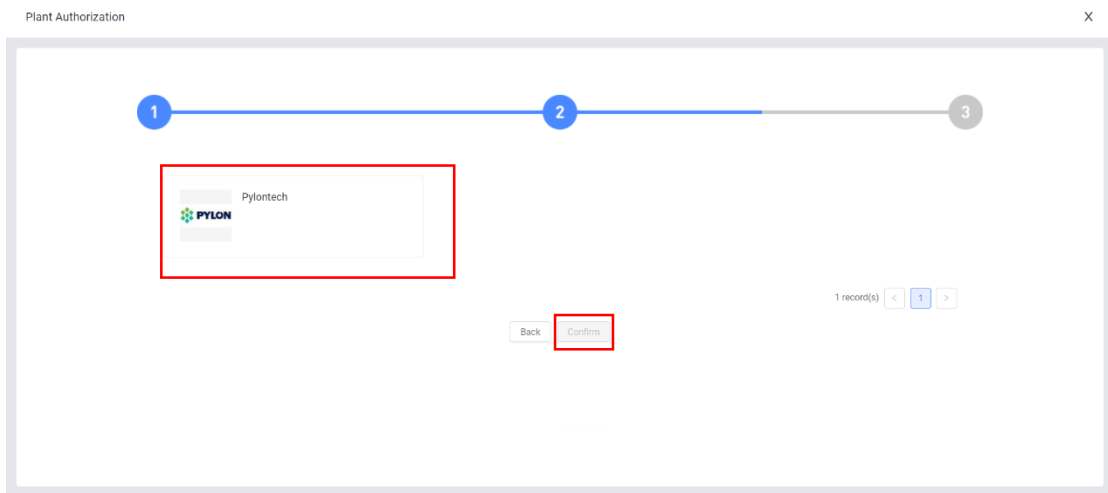 Plant Authorization X
1 2 3
Pylontech
PYLON
1 record(s) < 1 >
Back Confirm